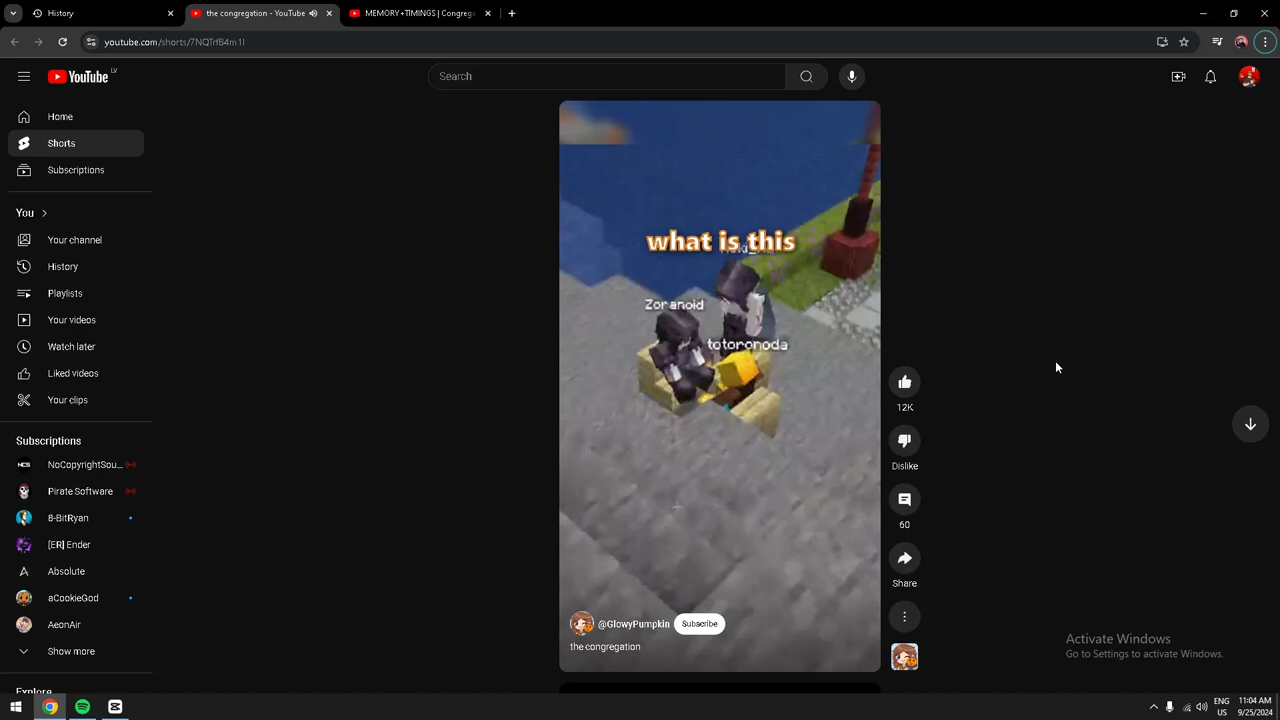 History
the congregation - YouTube
MEMORY+TIMINGS | Congreg
youtube.com/shorts/7NQTrfB4m1I
YouTube LV
Search
Home
Shorts
Subscriptions
You
Your channel
History
Playlists
Your videos
Watch later
Liked videos
Your clips
Subscriptions
NoCopyrightSou...
Pirate Software
8-BitRyan
[ER] Ender
Absolute
aCookieGod
AeonAir
Show more
Explore
what is this
Zoranoid
totoronoda
@GlowyPumpkin
Subscribe
the congregation
12K
Dislike
60
Share
Activate Windows
Go to Settings to activate Windows.
ENG
US
11:04 AM
9/25/2024